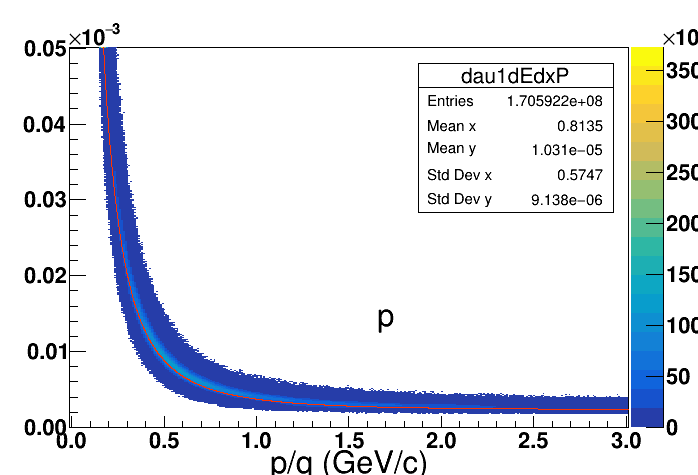 ×10⁻³
×10
0.05
0.04
0.03
0.02
0.01
0.00
dau1dEdxP
Entries 1.705922e+08
Mean x 0.8135
Mean y 1.031e−05
Std Dev x 0.5747
Std Dev y 9.138e−06
p
350
300
250
200
150
100
50
0
0.0 0.5 1.0 1.5 2.0 2.5 3.0
p/q (GeV/c)